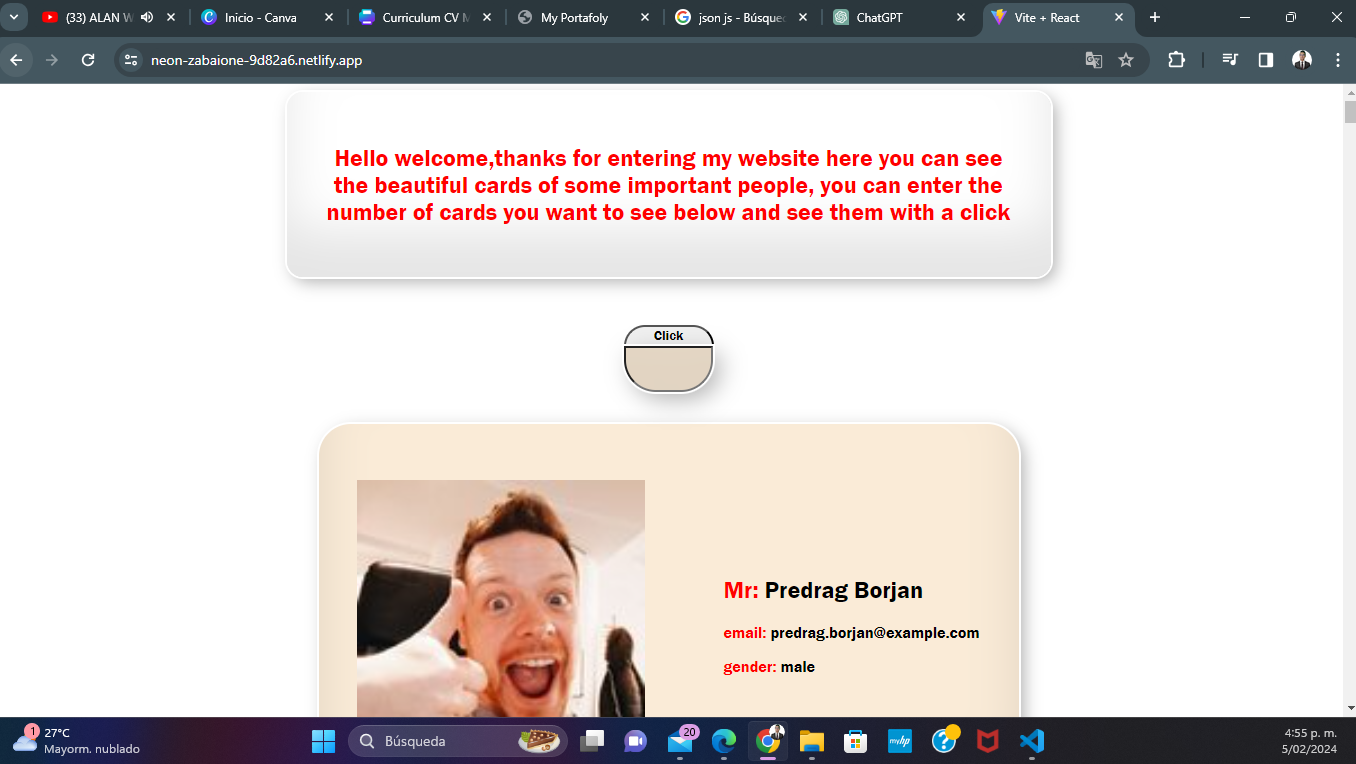 (33) ALAN W
Inicio - Canva
Curriculum CV M
My Portafoly
json js - Búsqued
ChatGPT
Vite + React
neon-zabaione-9d82a6.netlify.app
Hello welcome,thanks for entering my website here you can see
the beautiful cards of some important people, you can enter the
number of cards you want to see below and see them with a click
Click
Mr: Predrag Borjan
email: predrag.borjan@example.com
gender: male
1
27°C
Mayorm. nublado
Búsqueda
20
myhp
4:55 p. m.
5/02/2024